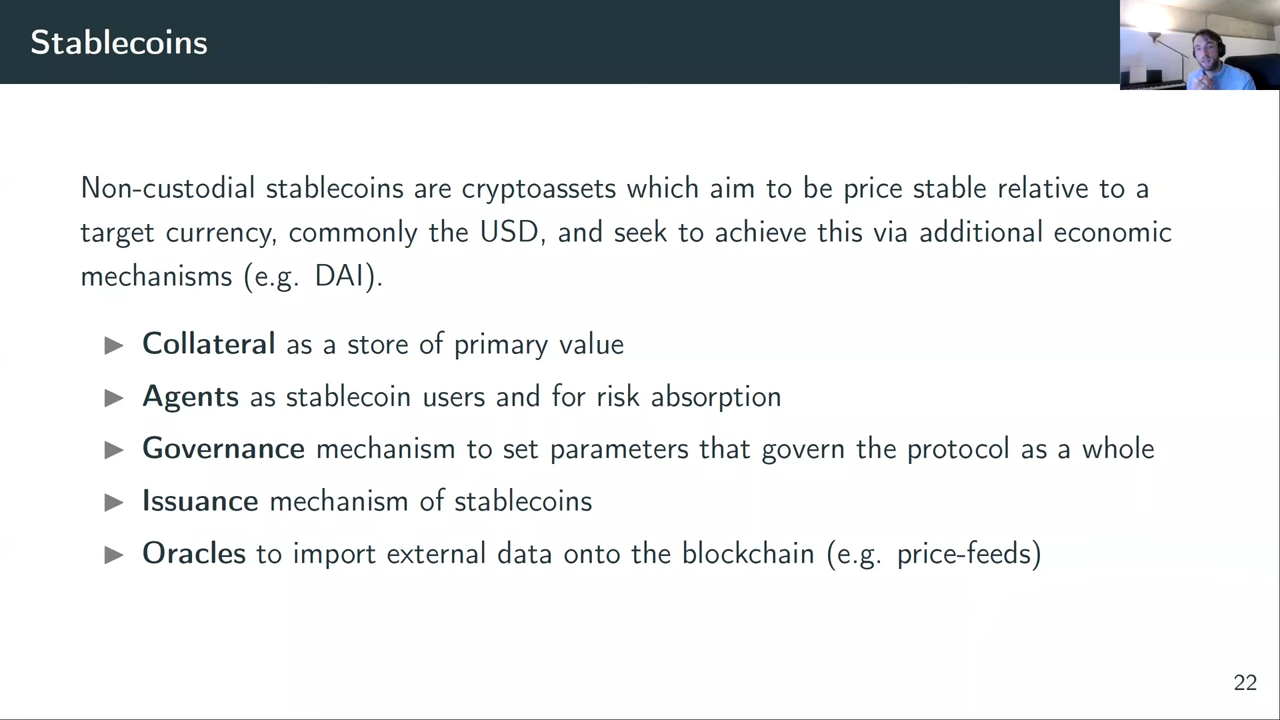 Stablecoins
Non-custodial stablecoins are cryptoassets which aim to be price stable relative to a
target currency, commonly the USD, and seek to achieve this via additional economic
mechanisms (e.g. DAI).
▶ Collateral as a store of primary value
▶ Agents as stablecoin users and for risk absorption
▶ Governance mechanism to set parameters that govern the protocol as a whole
▶ Issuance mechanism of stablecoins
▶ Oracles to import external data onto the blockchain (e.g. price-feeds)
22